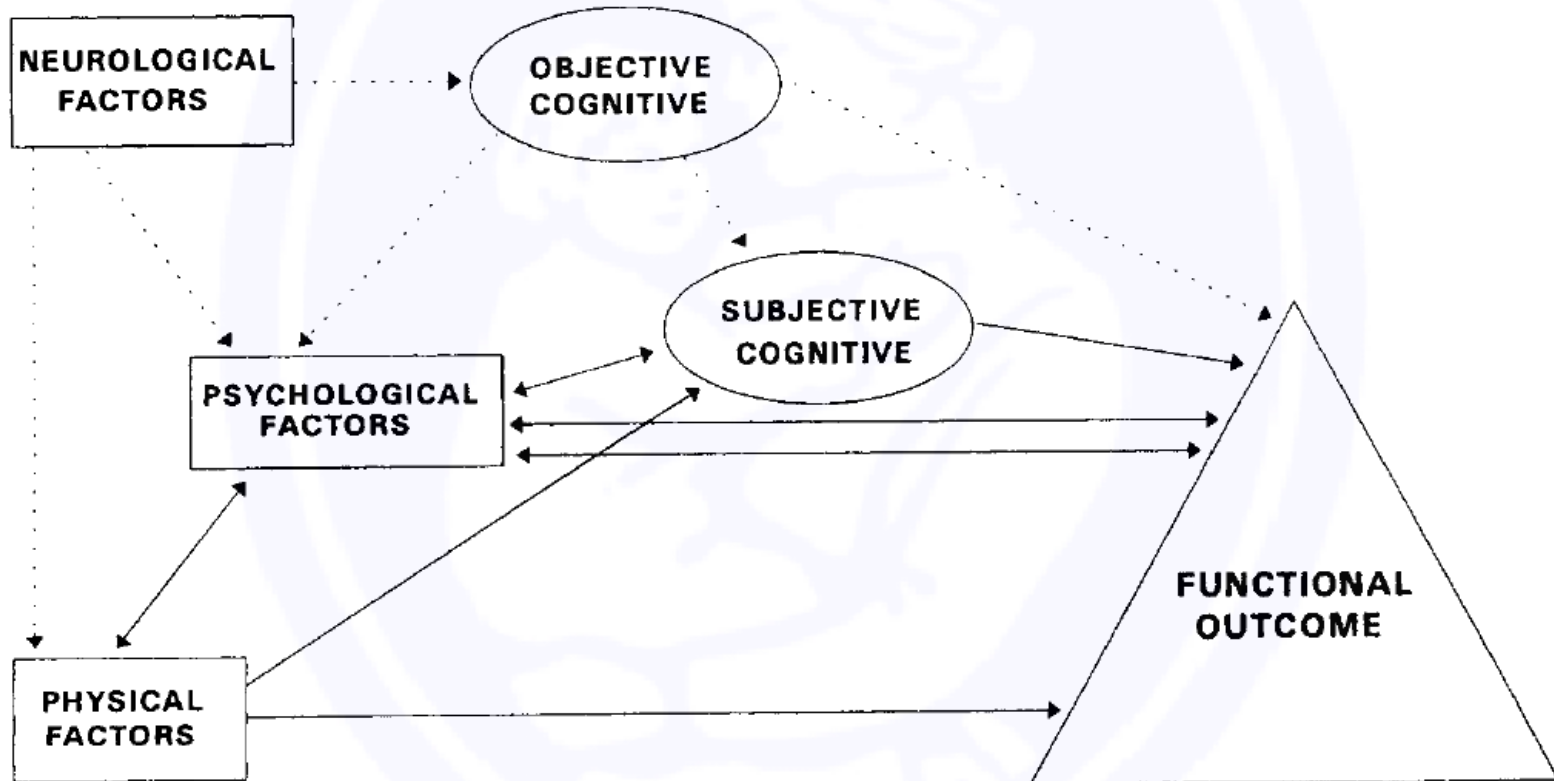 NEUROLOGICAL
FACTORS
OBJECTIVE
COGNITIVE
SUBJECTIVE
COGNITIVE
PSYCHOLOGICAL
FACTORS
FUNCTIONAL
OUTCOME
PHYSICAL
FACTORS